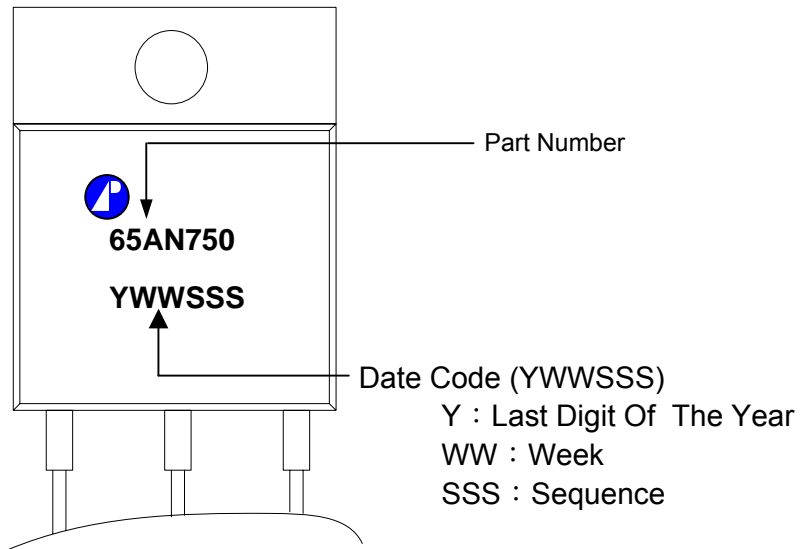 Part Number
65AN750
YWWSSS
Date Code (YWWSSS)
Y：Last Digit Of The Year
WW：Week
SSS：Sequence